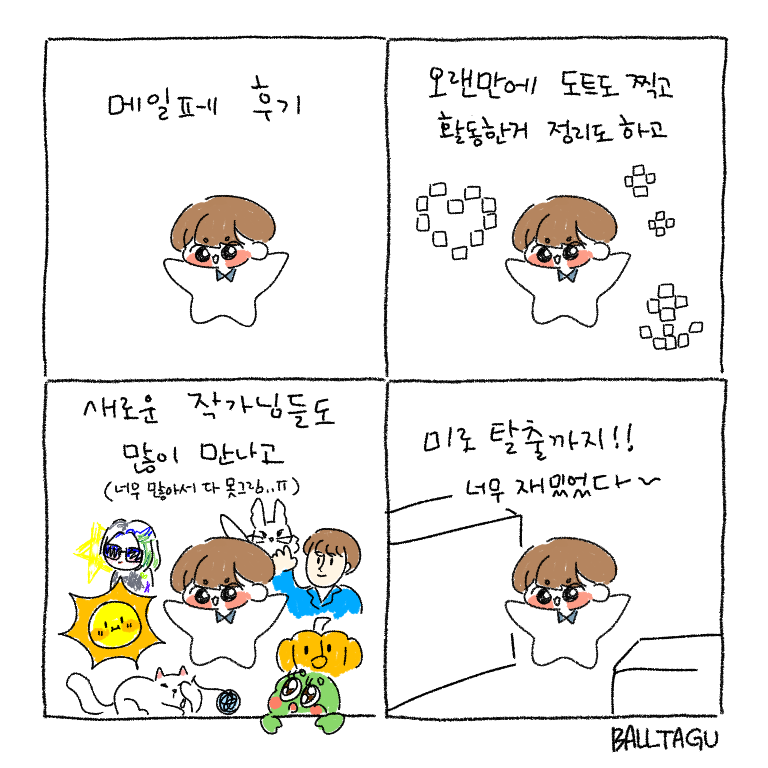 메일프페 후기
오랜만에 도트도 찍고
활동한거 정리도 하고
새로운 작가님들도
많이 만나고
(너무 많아서 다 못그림..ㅠ)
미로 탈출까지!!
너무 재밌었다~
BALLTAGU